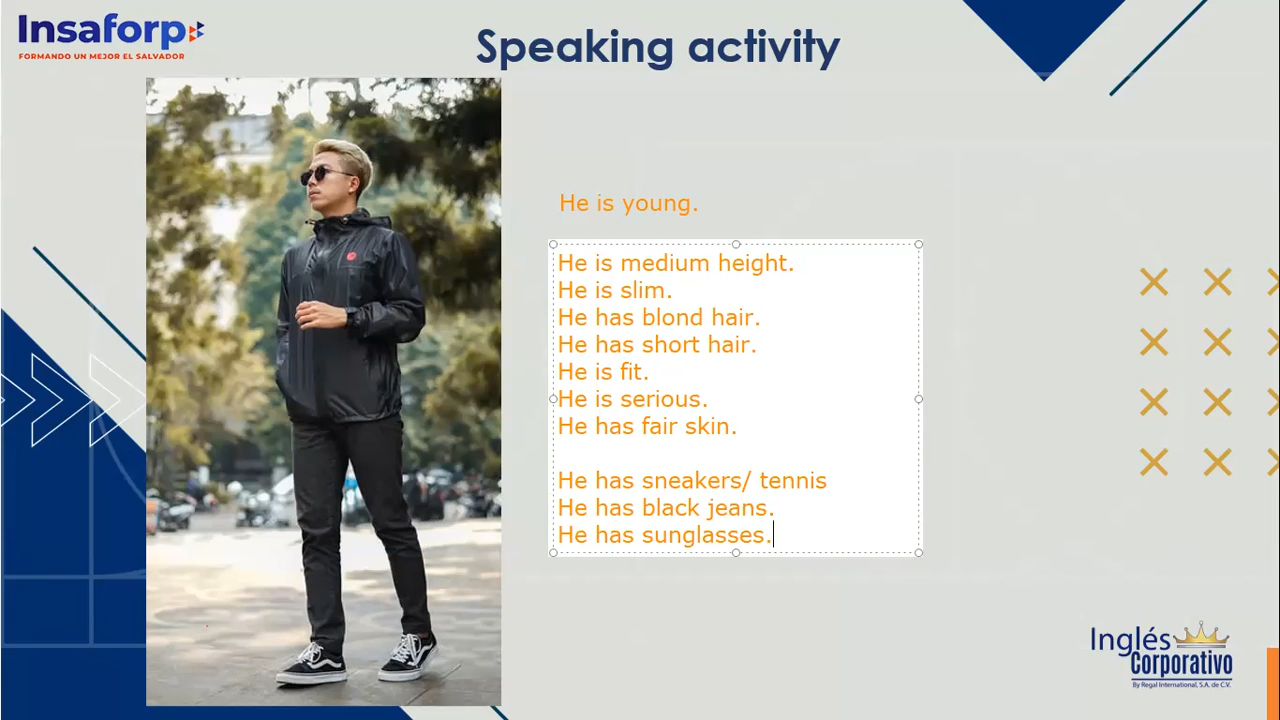 Insaforp
FORMANDO UN MEJOR EL SALVADOR
Speaking activity
He is young.
He is medium height.
He is slim.
He has blond hair.
He has short hair.
He is fit.
He is serious.
He has fair skin.
He has sneakers/ tennis
He has black jeans.
He has sunglasses.
Inglés
Corporativo
By Regal International, S.A. de C.V.